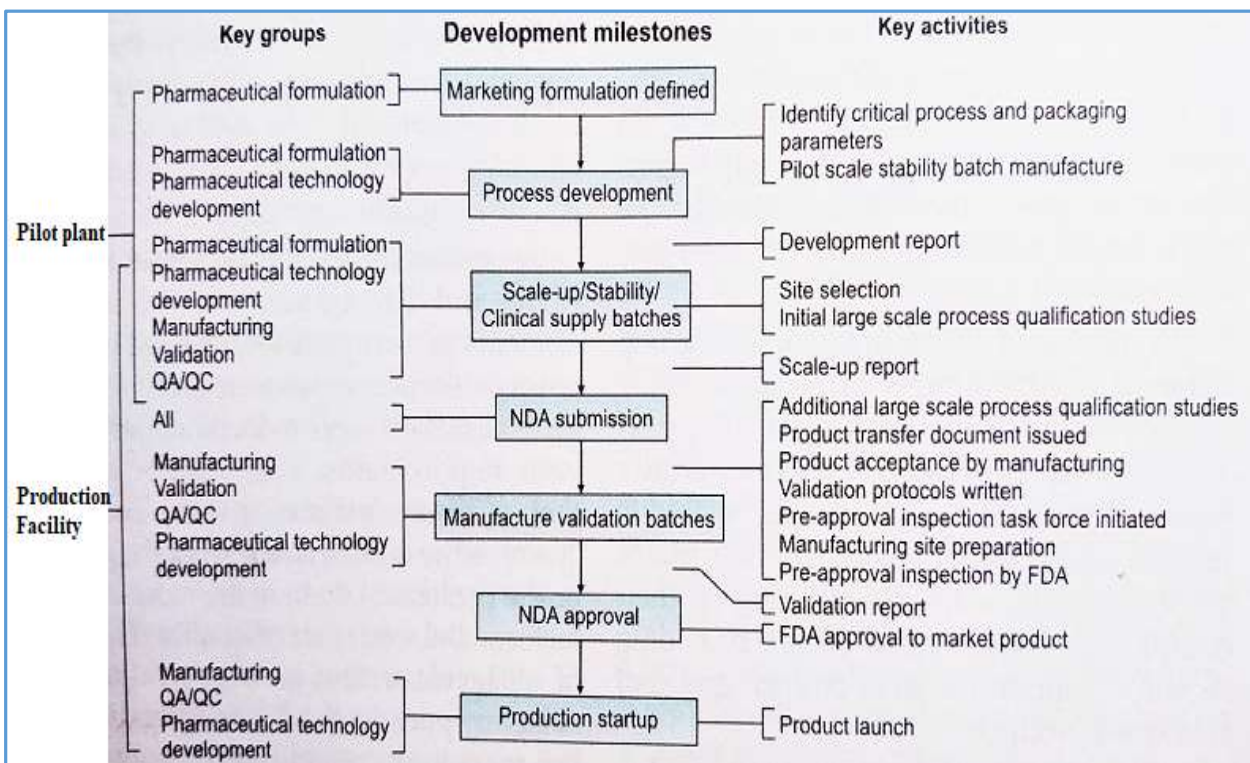 Key groups
Development milestones
Key activities
Pharmaceutical formulation
Marketing formulation defined
Identify critical process and packaging
parameters
Pilot scale stability batch manufacture
Pharmaceutical formulation
Pharmaceutical technology
development
Process development
Pilot plant
Development report
Pharmaceutical formulation
Pharmaceutical technology
development
Manufacturing
Validation
QA/QC
Scale-up/Stability/
Clinical supply batches
Site selection
Initial large scale process qualification studies
Scale-up report
All
NDA submission
Additional large scale process qualification studies
Product transfer document issued
Product acceptance by manufacturing
Validation protocols written
Pre-approval inspection task force initiated
Manufacturing site preparation
Pre-approval inspection by FDA
Production
Facility
Manufacturing
Validation
QA/QC
Pharmaceutical technology
development
Manufacture validation batches
Validation report
NDA approval
FDA approval to market product
Manufacturing
QA/QC
Pharmaceutical technology
development
Production startup
Product launch